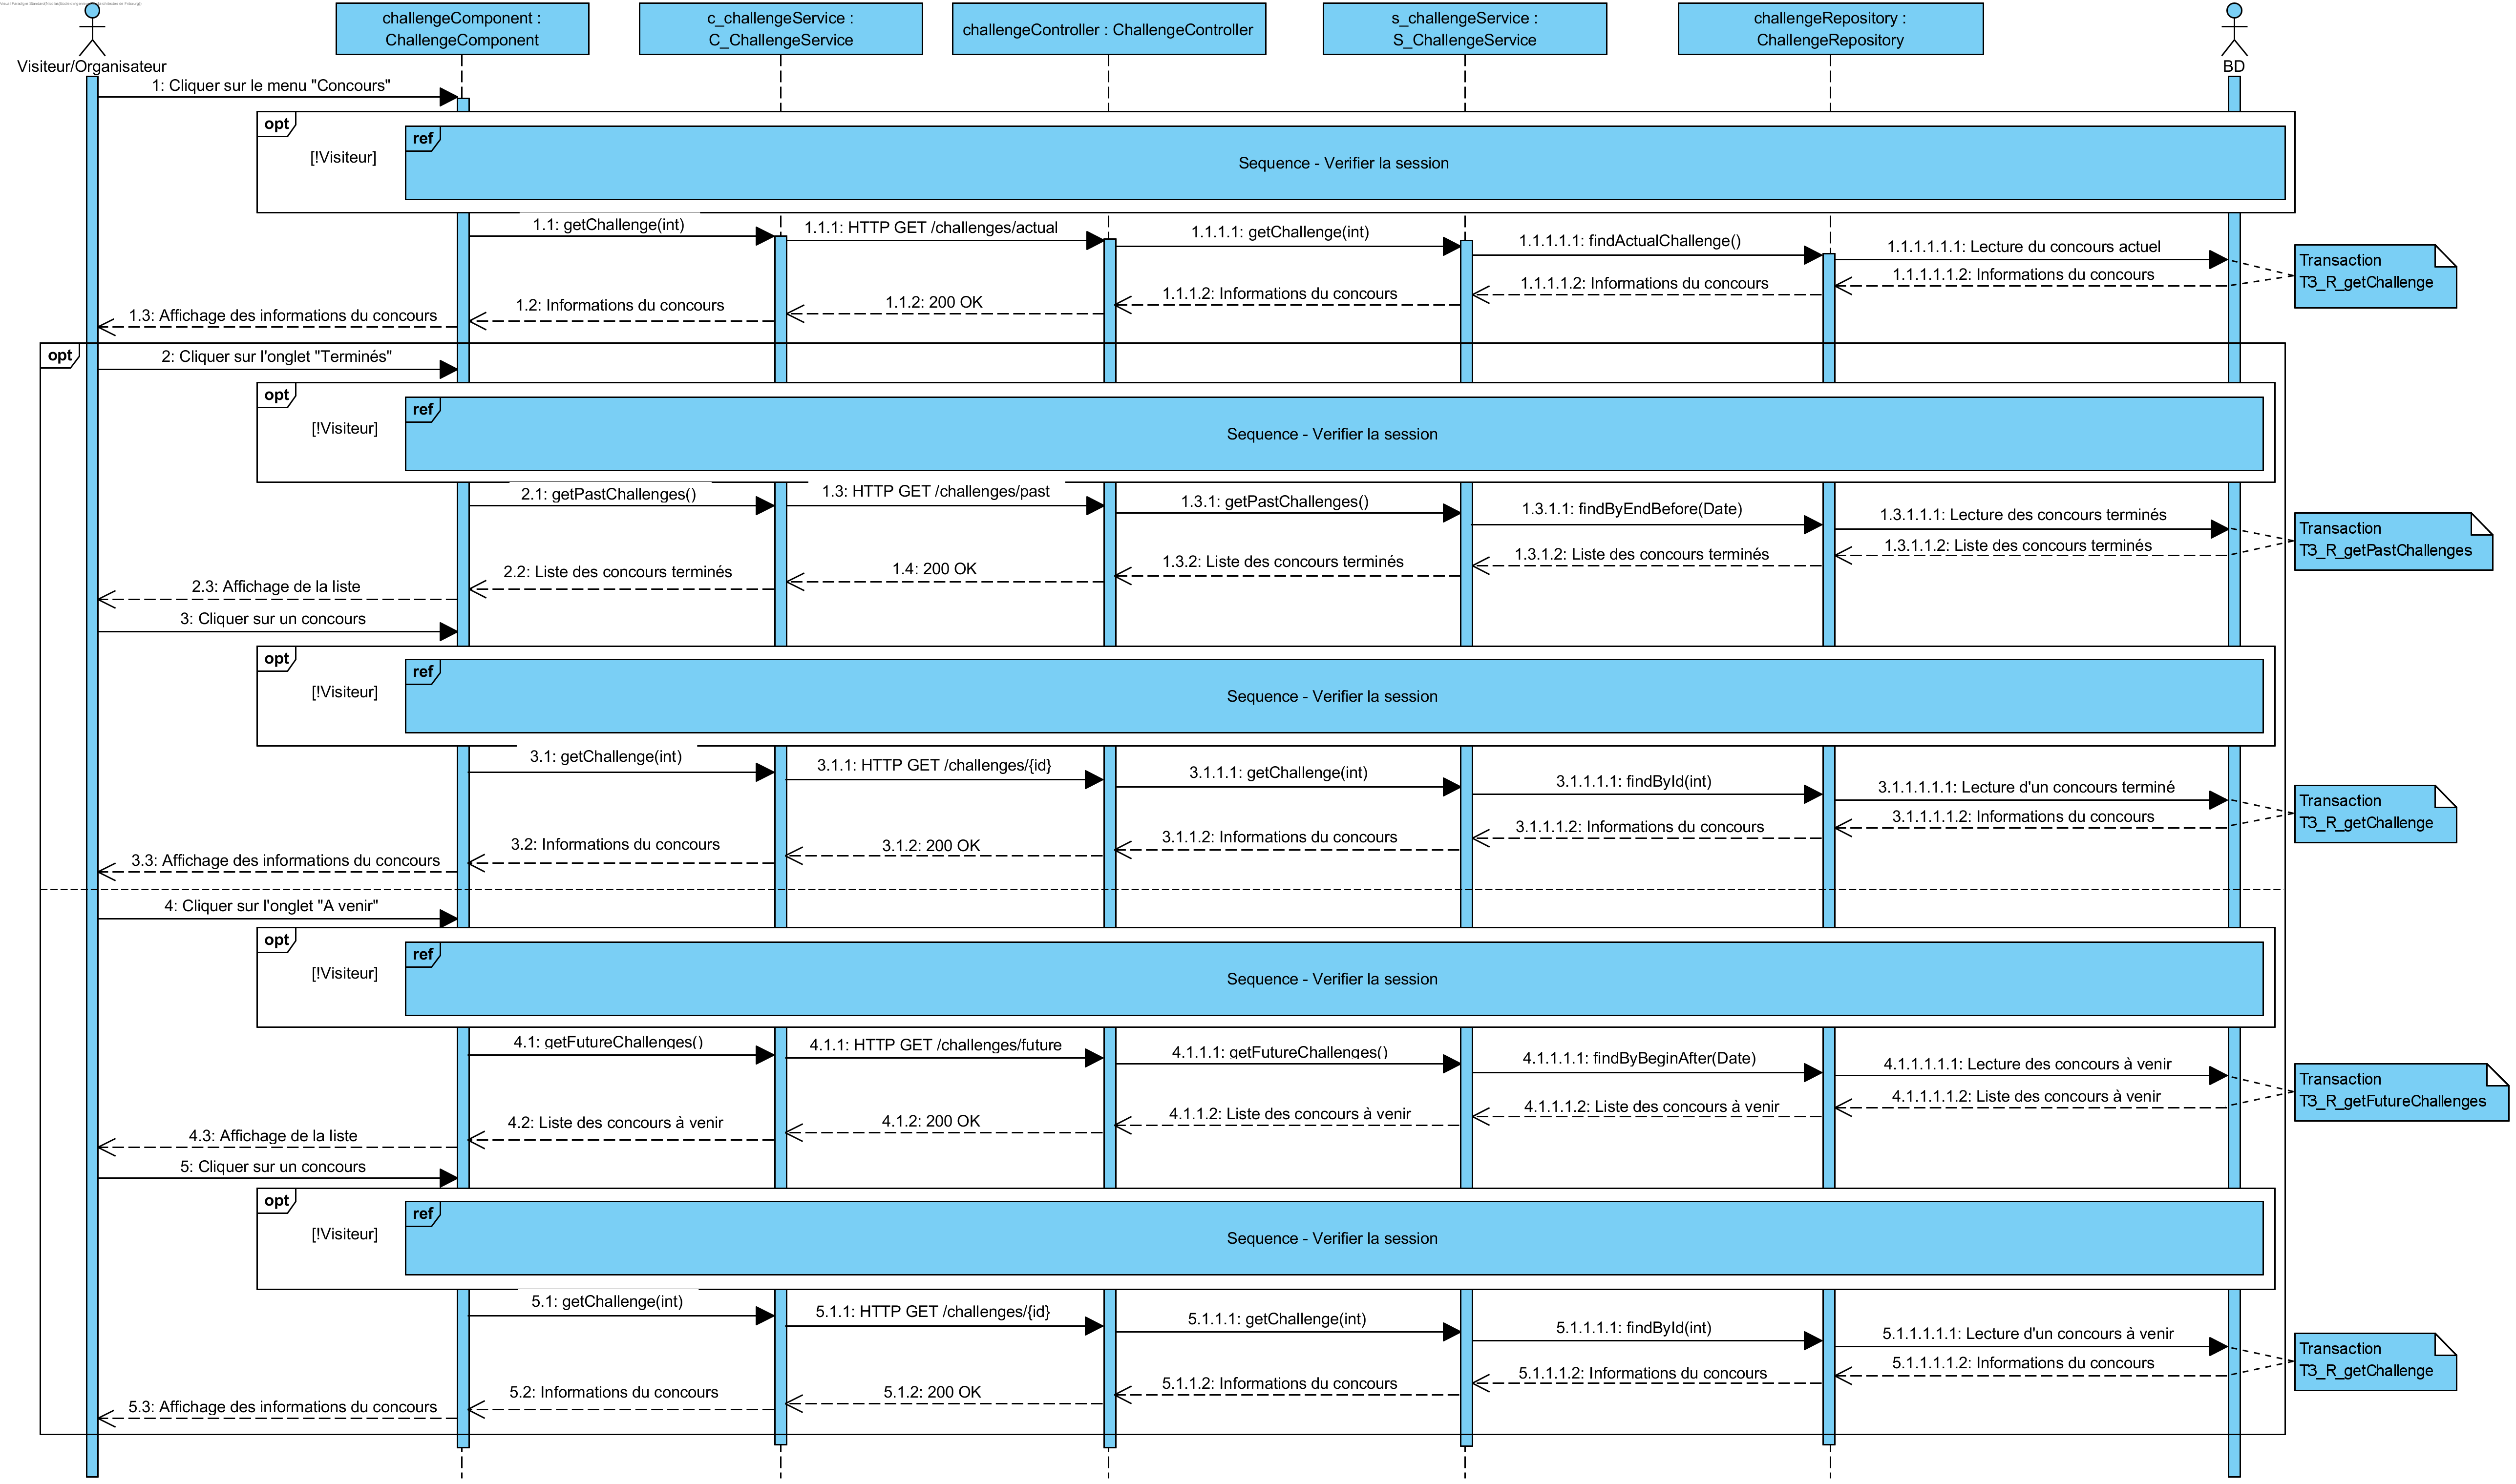 challengeComponent :
ChallengeComponent
c_challengeService :
C_ChallengeService
challengeController : ChallengeController
s_challengeService :
S_ChallengeService
challengeRepository :
ChallengeRepository
Visiteur/Organisateur
BD
1: Cliquer sur le menu "Concours"
opt
[!Visiteur]
ref
Sequence - Verifier la session
1.1: getChallenge(int)
1.1.1: HTTP GET /challenges/actual
1.1.1.1: getChallenge(int)
1.1.1.1.1: findActualChallenge()
1.1.1.1.1.1: Lecture du concours actuel
Transaction
T3_R_getChallenge
1.1.1.1.1.2: Informations du concours
1.1.1.1.2: Informations du concours
1.1.1.2: Informations du concours
1.1.2: 200 OK
1.2: Informations du concours
1.3: Affichage des informations du concours
opt
2: Cliquer sur l'onglet "Terminés"
opt
[!Visiteur]
ref
Sequence - Verifier la session
2.1: getPastChallenges()
1.3: HTTP GET /challenges/past
1.3.1: getPastChallenges()
1.3.1.1: findByEndBefore(Date)
1.3.1.1.1: Lecture des concours terminés
Transaction
T3_R_getPastChallenges
1.3.1.1.2: Liste des concours terminés
1.3.1.2: Liste des concours terminés
1.3.2: Liste des concours terminés
1.4: 200 OK
2.2: Liste des concours terminés
2.3: Affichage de la liste
3: Cliquer sur un concours
opt
[!Visiteur]
ref
Sequence - Verifier la session
3.1: getChallenge(int)
3.1.1: HTTP GET /challenges/{id}
3.1.1.1: getChallenge(int)
3.1.1.1.1: findById(int)
3.1.1.1.1.1: Lecture d'un concours terminé
Transaction
T3_R_getChallenge
3.1.1.1.1.2: Informations du concours
3.1.1.1.2: Informations du concours
3.1.1.2: Informations du concours
3.1.2: 200 OK
3.2: Informations du concours
3.3: Affichage des informations du concours
4: Cliquer sur l'onglet "A venir"
opt
[!Visiteur]
ref
Sequence - Verifier la session
4.1: getFutureChallenges()
4.1.1: HTTP GET /challenges/future
4.1.1.1: getFutureChallenges()
4.1.1.1.1: findByBeginAfter(Date)
4.1.1.1.1.1: Lecture des concours à venir
Transaction
T3_R_getFutureChallenges
4.1.1.1.1.2: Liste des concours à venir
4.1.1.1.2: Liste des concours à venir
4.1.1.2: Liste des concours à venir
4.1.2: 200 OK
4.2: Liste des concours à venir
4.3: Affichage de la liste
5: Cliquer sur un concours
opt
[!Visiteur]
ref
Sequence - Verifier la session
5.1: getChallenge(int)
5.1.1: HTTP GET /challenges/{id}
5.1.1.1: getChallenge(int)
5.1.1.1.1: findById(int)
5.1.1.1.1.1: Lecture d'un concours à venir
Transaction
T3_R_getChallenge
5.1.1.1.1.2: Informations du concours
5.1.1.1.2: Informations du concours
5.1.1.2: Informations du concours
5.1.2: 200 OK
5.2: Informations du concours
5.3: Affichage des informations du concours